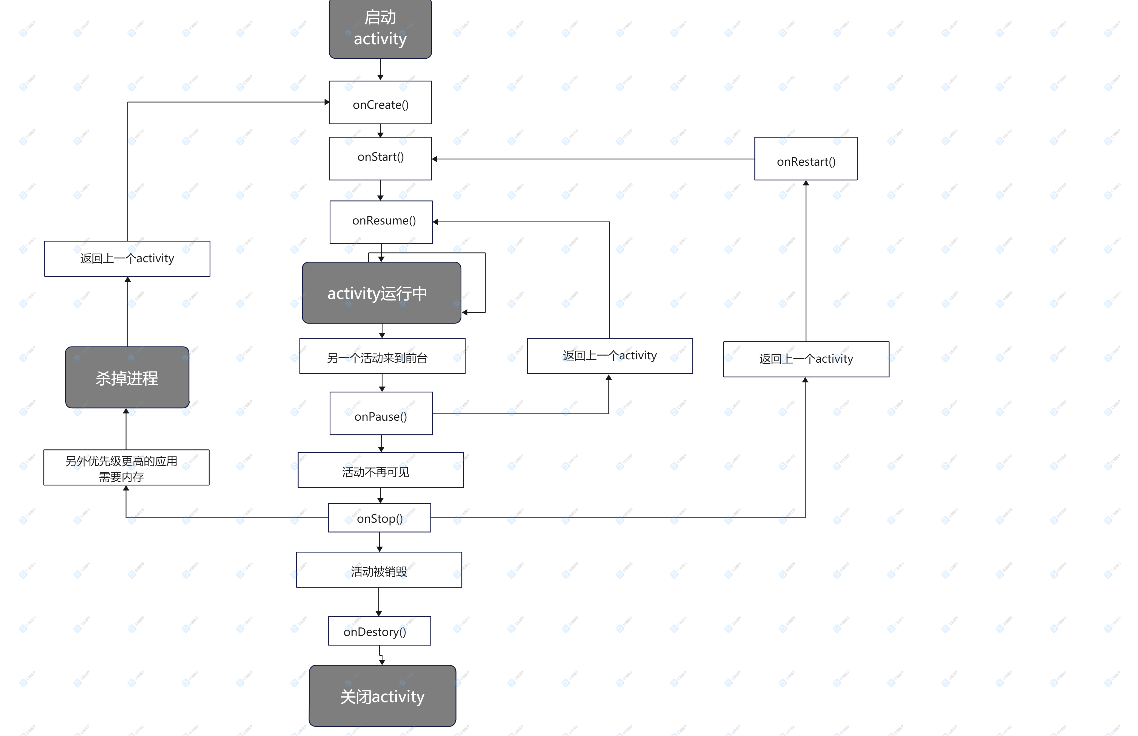 启动
activity
onCreate()
onStart()
onRestart()
onResume()
返回上一个activity
activity运行中
另一个活动来到前台
返回上一个activity
返回上一个activity
杀掉进程
onPause()
另外优先级更高的应用
需要内存
活动不再可见
onStop()
活动被销毁
onDestory()
关闭activity